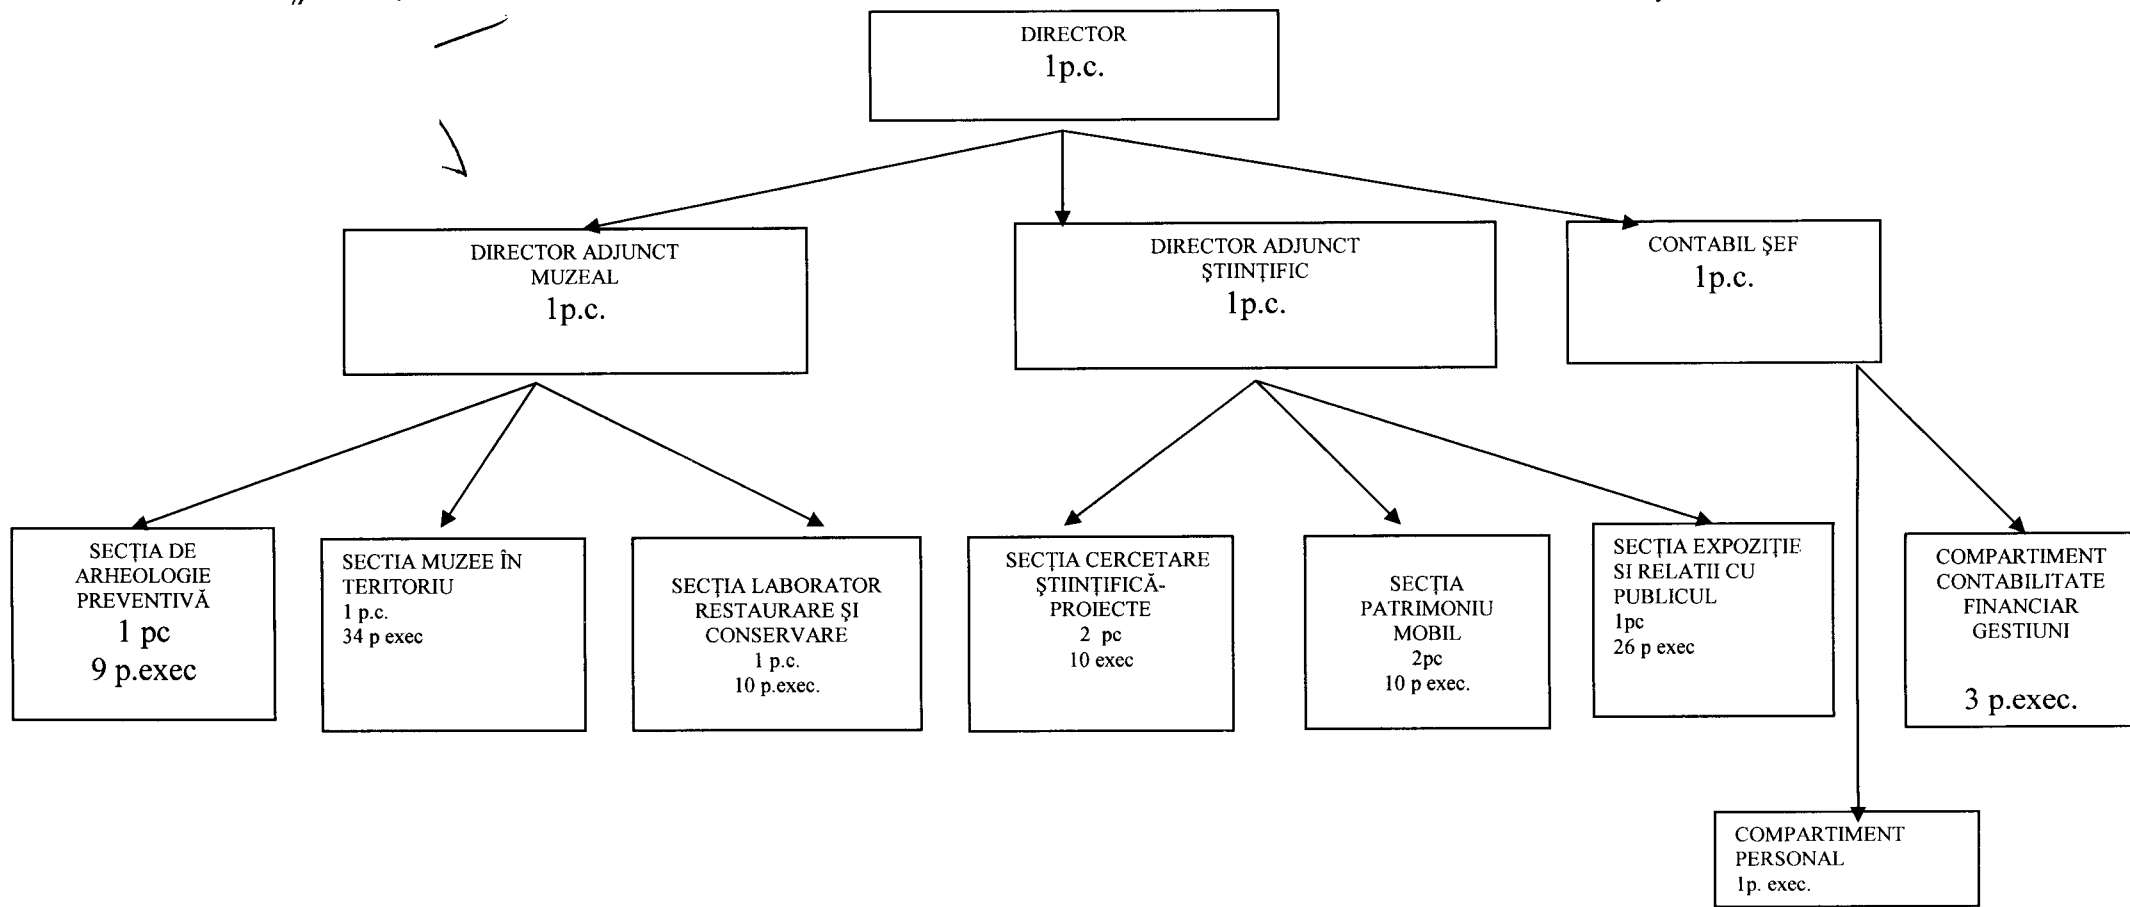 DIRECTOR
1p.c.
DIRECTOR ADJUNCT
MUZEAL
1p.c.
DIRECTOR ADJUNCT
ŞTIINŢIFIC
1p.c.
CONTABIL ŞEF
1p.c.
SECŢIA DE
ARHEOLOGIE
PREVENTIVĂ
1 pc
9 p.exec
SECTIA MUZEE ÎN
TERITORIU
1 p.c.
34 p exec
SECŢIA LABORATOR
RESTAURARE ŞI
CONSERVARE
1 p.c.
10 p.exec.
SECŢIA CERCETARE
ŞTIINŢIFICĂ-
PROIECTE
2 pc
10 exec
SECŢIA
PATRIMONIU
MOBIL
2pc
10 p exec.
SECŢIA EXPOZIŢIE
SI RELATII CU
PUBLICUL
1pc
26 p exec
COMPARTIMENT
CONTABILITATE
FINANCIAR
GESTIUNI
3 p.exec.
COMPARTIMENT
PERSONAL
1p. exec.